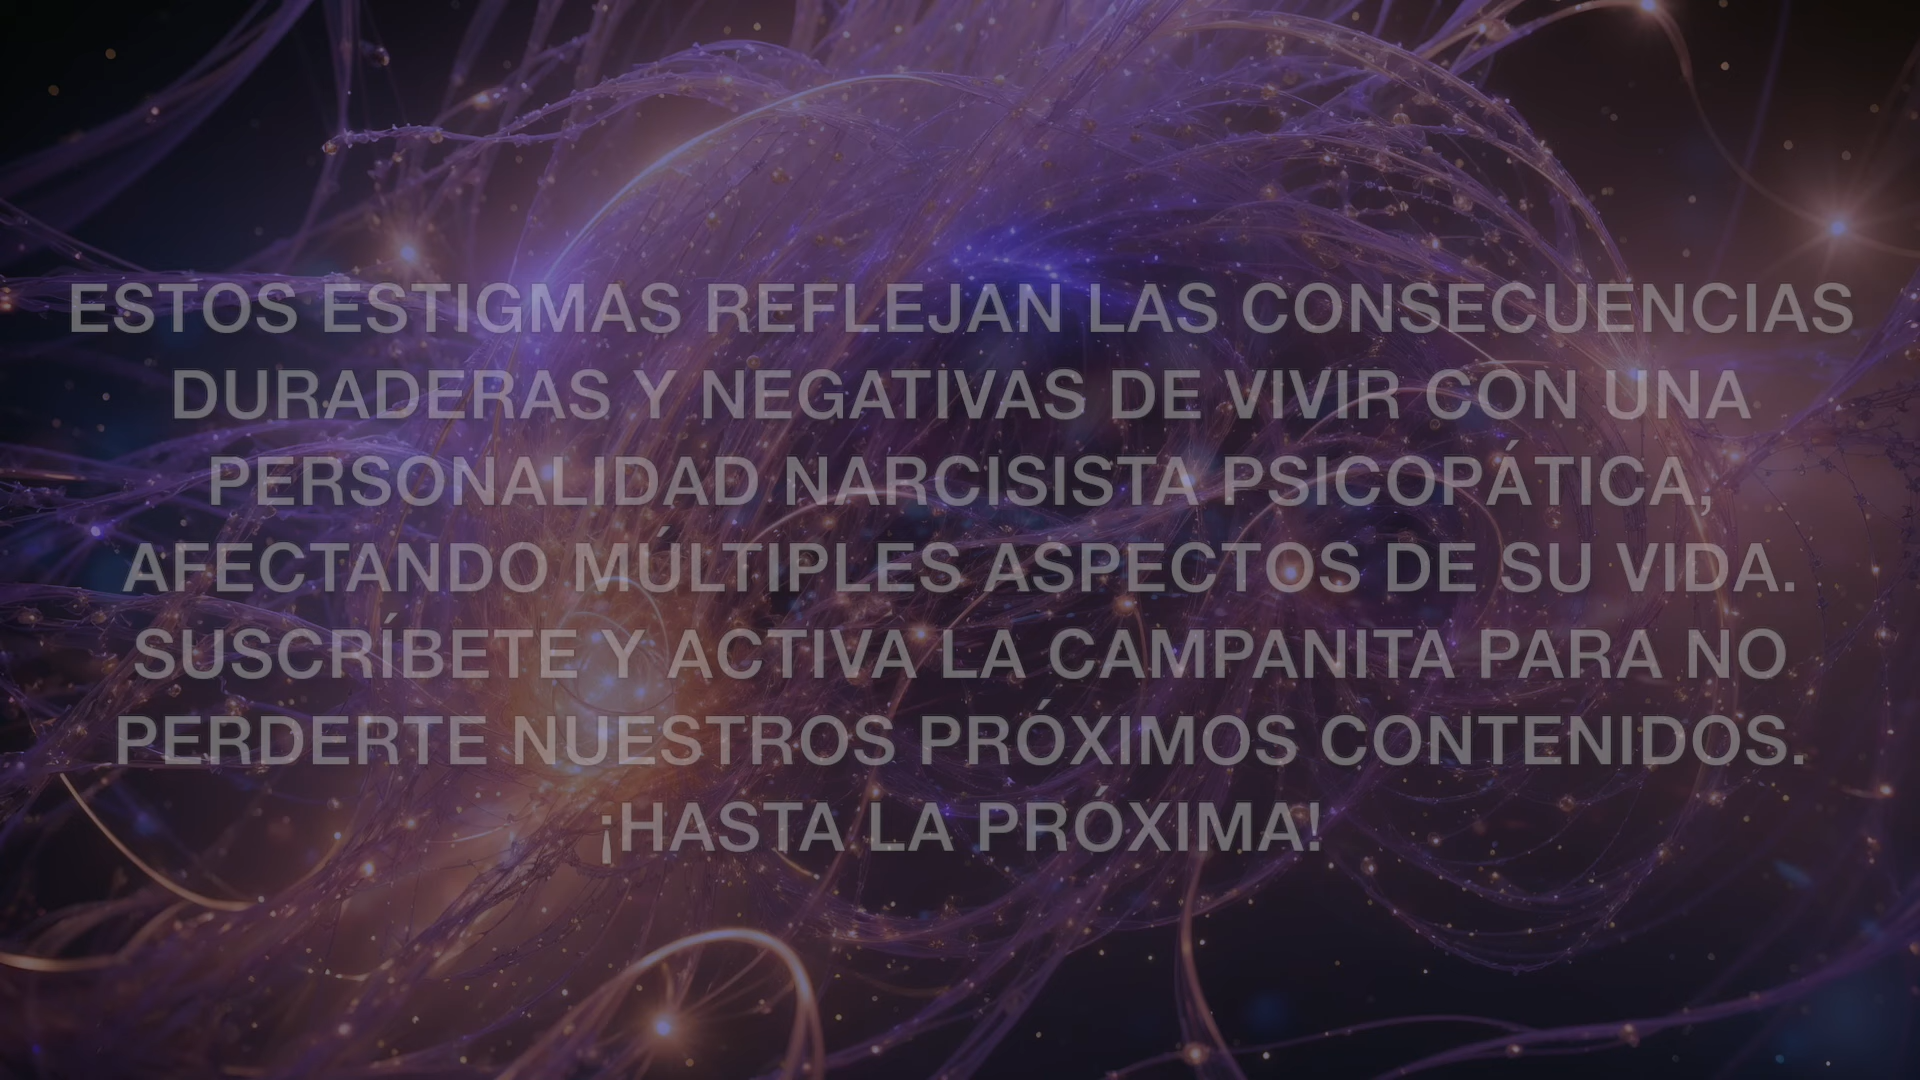 ESTOS ESTIGMAS REFLEJAN LAS CONSECUENCIAS
DURADERAS Y NEGATIVAS DE VIVIR CON UNA
PERSONALIDAD NARCISISTA PSICOPÁTICA,
AFECTANDO MÚLTIPLES ASPECTOS DE SU VIDA.
SUSCRÍBETE Y ACTIVA LA CAMPANITA PARA NO
PERDERTE NUESTROS PRÓXIMOS CONTENIDOS.
¡HASTA LA PRÓXIMA!